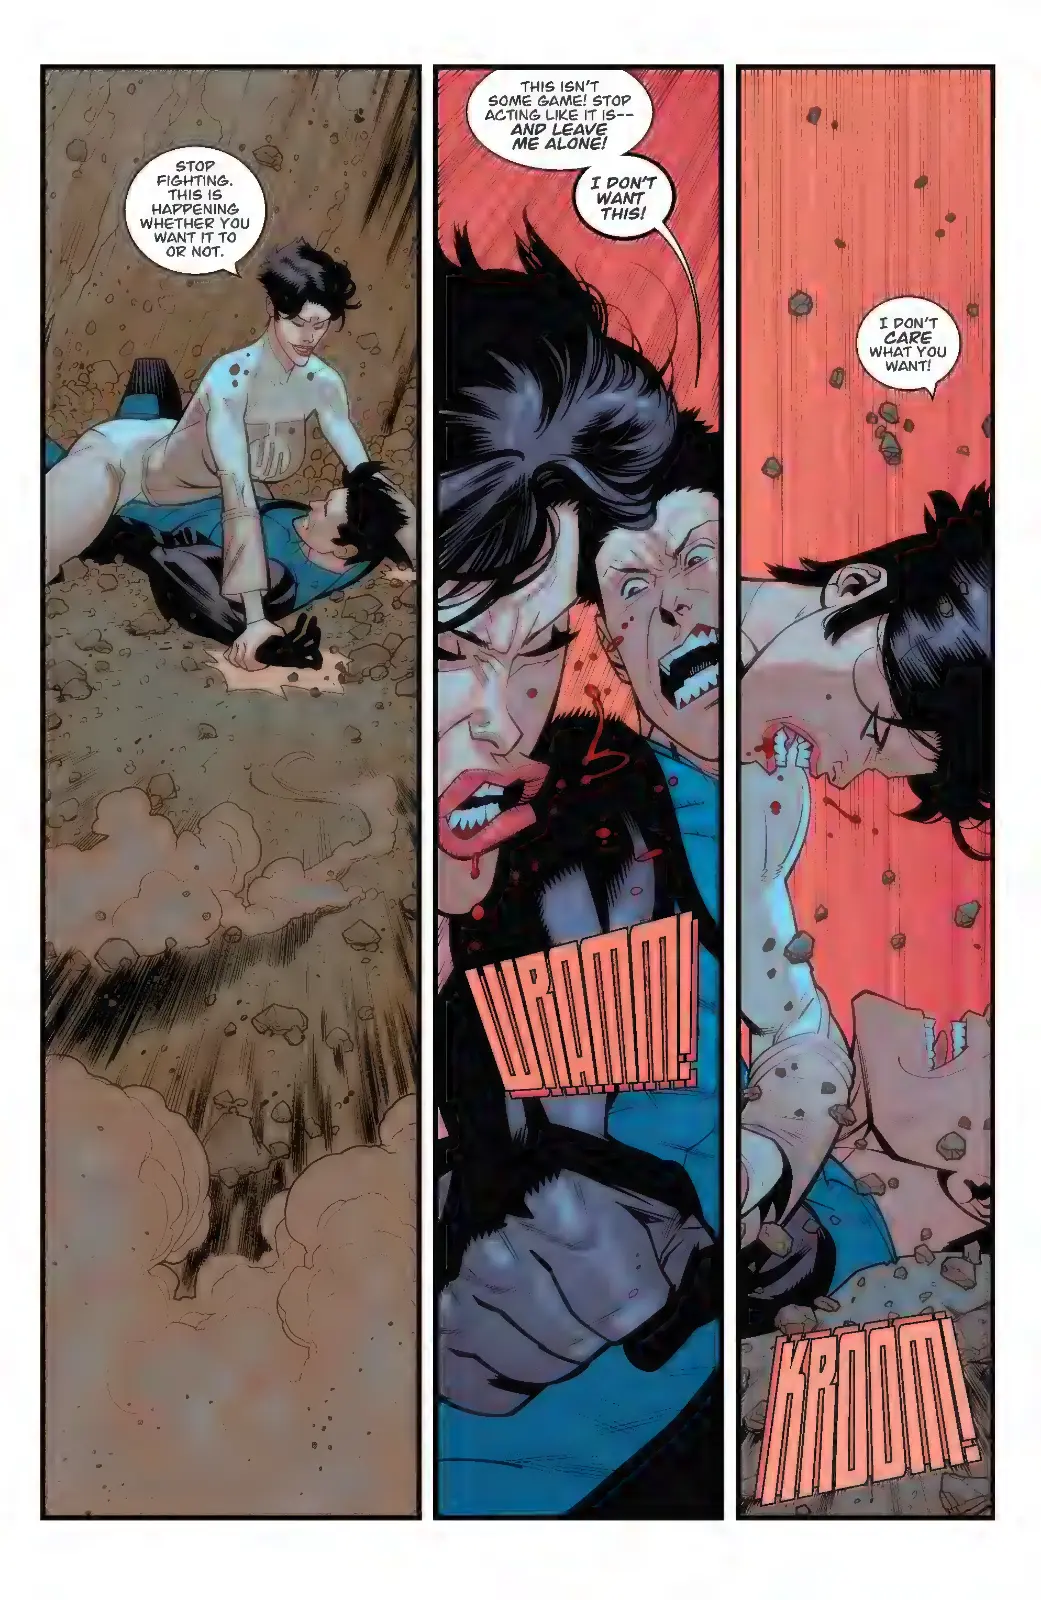 STOP
FIGHTING.
THIS IS
HAPPENING
WHETHER YOU
WANT IT TO
OR NOT.
THIS ISN'T
SOME GAME! STOP
ACTING LIKE IT IS--
AND LEAVE
ME ALONE!
I DON'T
WANT
THIS!
WRAMM!
I DON'T
CARE
WHAT YOU
WANT!
KROOM!